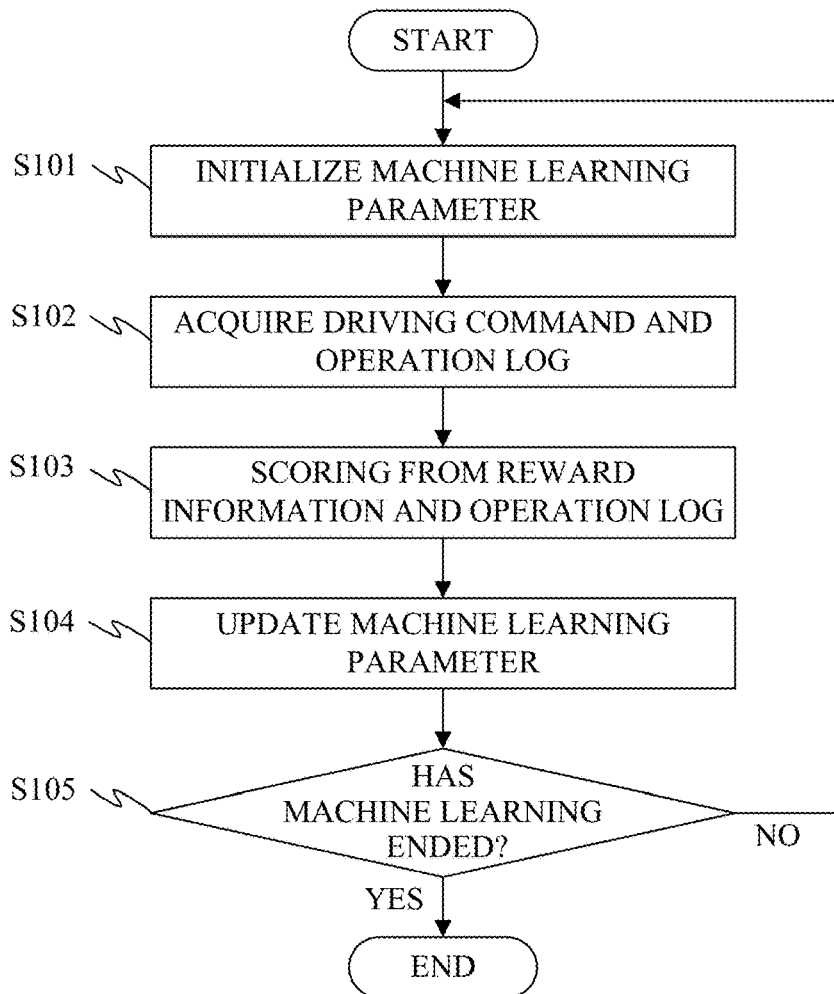 START
S101
INITIALIZE MACHINE LEARNING
PARAMETER
S102
ACQUIRE DRIVING COMMAND AND
OPERATION LOG
S103
SCORING FROM REWARD
INFORMATION AND OPERATION LOG
S104
UPDATE MACHINE LEARNING
PARAMETER
S105
HAS
MACHINE LEARNING
ENDED?
NO
YES
END